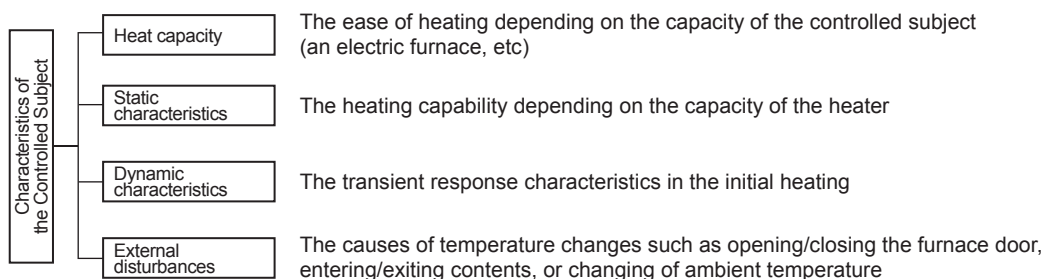 Characteristics of
the Controlled Subject
Heat capacity
The ease of heating depending on the capacity of the controlled subject
(an electric furnace, etc)
Static
characteristics
The heating capability depending on the capacity of the heater
Dynamic
characteristics
The transient response characteristics in the initial heating
External
disturbances
The causes of temperature changes such as opening/closing the furnace door,
entering/exiting contents, or changing of ambient temperature